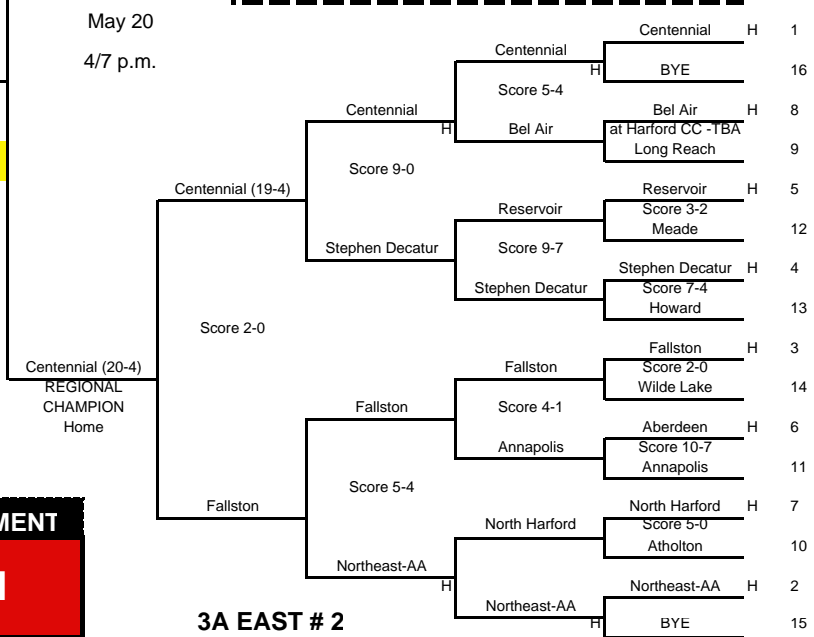 May 20
4/7 p.m.
Centennial H 1
Centennial
H BYE 16
Score 5-4
Centennial
Bel Air H 8
H Bel Air at Harford CC -TBA
Long Reach 9
Score 9-0
Centennial (19-4)
Reservoir H 5
Reservoir Score 3-2
Meade 12
Stephen Decatur Score 9-7
Stephen Decatur H 4
Stephen Decatur Score 7-4
Howard 13
Score 2-0
Fallston H 3
Centennial (20-4) Fallston Score 2-0
REGIONAL Wilde Lake 14
CHAMPION Fallston Score 4-1
Home Aberdeen H 6
Annapolis Score 10-7
Annapolis 11
Score 5-4
Fallston North Harford H 7
MENT North Harford Score 5-0
Atholton 10
Northeast-AA
H Northeast-AA H 2
Northeast-AA
3A EAST # 2 H BYE 15